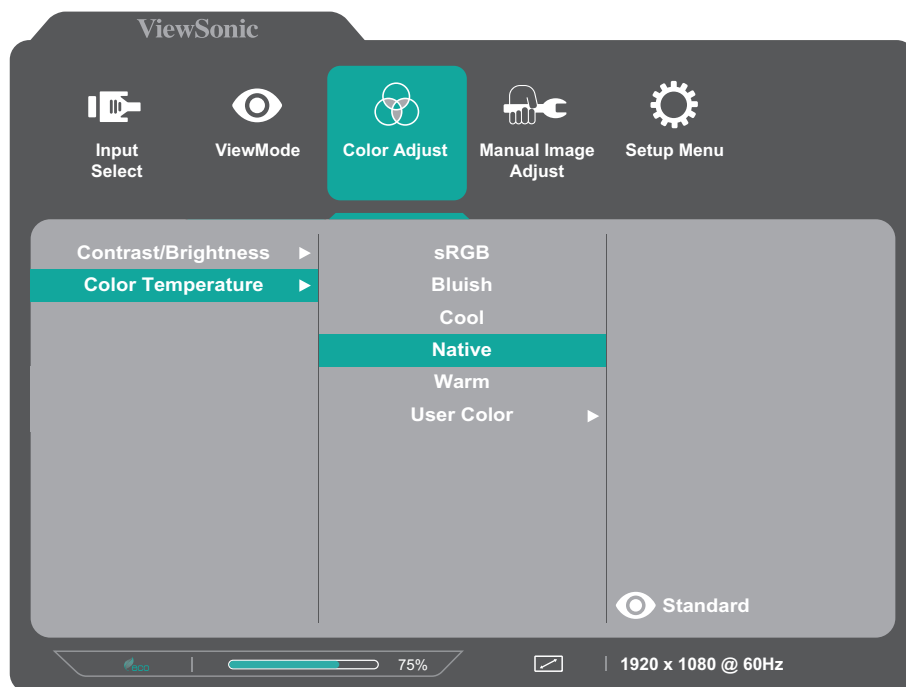 ViewSonic
Input
Select
ViewMode
Color Adjust
Manual Image
Adjust
Setup Menu
Contrast/Brightness
Color Temperature
sRGB
Bluish
Cool
Native
Warm
User Color
Standard
eco
75%
1920 x 1080 @ 60Hz